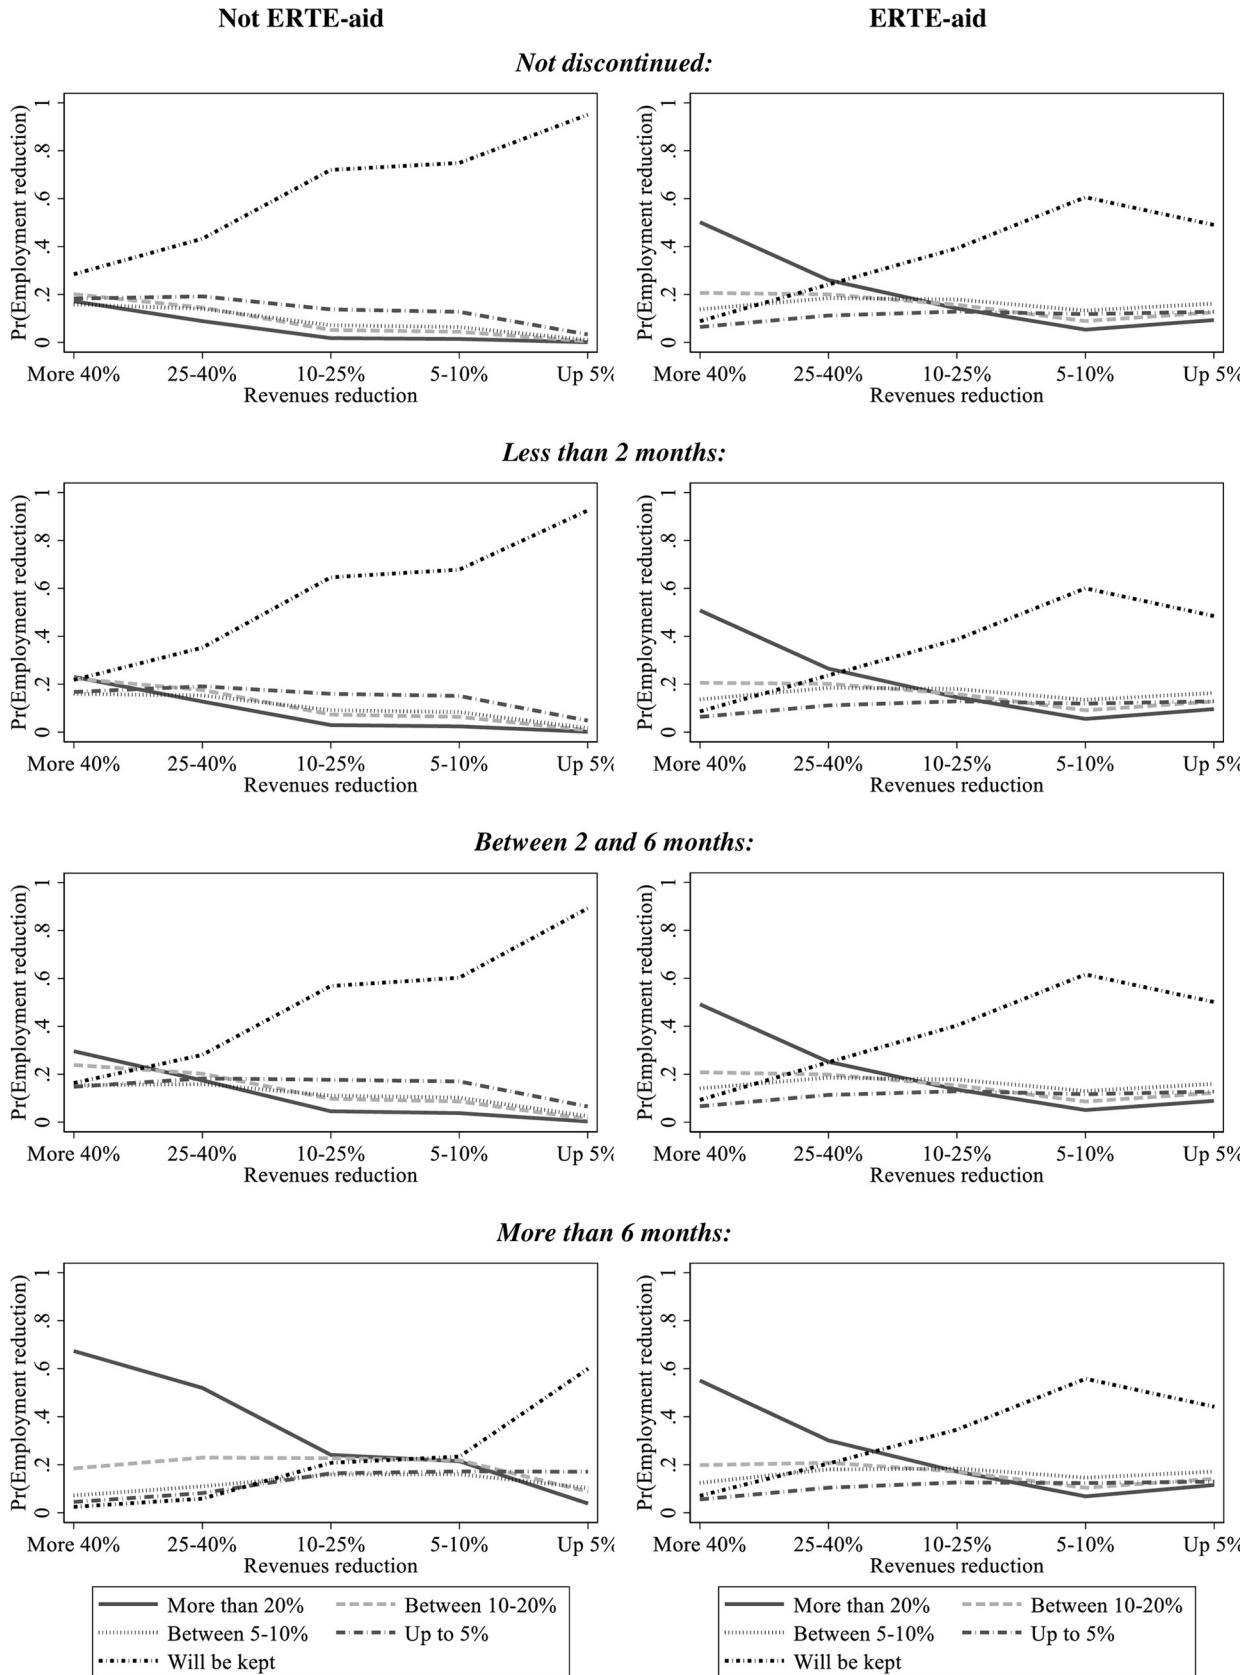 Not ERTE-aid
ERTE-aid
Not discontinued:
Pr(Employment reduction)
0 .2 .4 .6 .8 1
More 40% 25-40% 10-25% 5-10% Up 5%
Revenues reduction
Pr(Employment reduction)
0 .2 .4 .6 .8 1
More 40% 25-40% 10-25% 5-10% Up 5%
Revenues reduction
Less than 2 months:
Pr(Employment reduction)
0 .2 .4 .6 .8 1
More 40% 25-40% 10-25% 5-10% Up 5%
Revenues reduction
Pr(Employment reduction)
0 .2 .4 .6 .8 1
More 40% 25-40% 10-25% 5-10% Up 5%
Revenues reduction
Between 2 and 6 months:
Pr(Employment reduction)
0 .2 .4 .6 .8 1
More 40% 25-40% 10-25% 5-10% Up 5%
Revenues reduction
Pr(Employment reduction)
0 .2 .4 .6 .8 1
More 40% 25-40% 10-25% 5-10% Up 5%
Revenues reduction
More than 6 months:
Pr(Employment reduction)
0 .2 .4 .6 .8 1
More 40% 25-40% 10-25% 5-10% Up 5%
Revenues reduction
Pr(Employment reduction)
0 .2 .4 .6 .8 1
More 40% 25-40% 10-25% 5-10% Up 5%
Revenues reduction
More than 20% Between 10-20%
Between 5-10% Up to 5%
Will be kept
More than 20% Between 10-20%
Between 5-10% Up to 5%
Will be kept